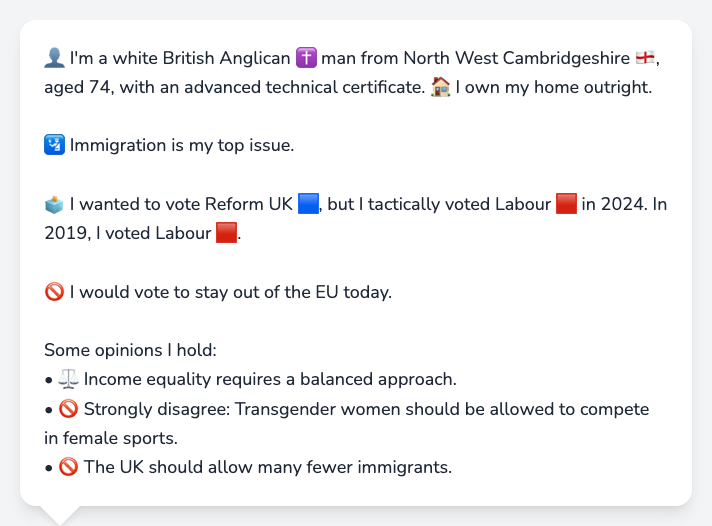 👤 I'm a white British Anglican ✝️ man from North West Cambridgeshire 🏴󠁧󠁢󠁥󠁮󠁧󠁿,
aged 74, with an advanced technical certificate. 🏠 I own my home outright.
🛂 Immigration is my top issue.
🗳️ I wanted to vote Reform UK 🟦, but I tactically voted Labour 🟥 in 2024. In
2019, I voted Labour 🟥.
🚫 I would vote to stay out of the EU today.
Some opinions I hold:
• ⚖️ Income equality requires a balanced approach.
• 🚫 Strongly disagree: Transgender women should be allowed to compete
in female sports.
• 🚫 The UK should allow many fewer immigrants.